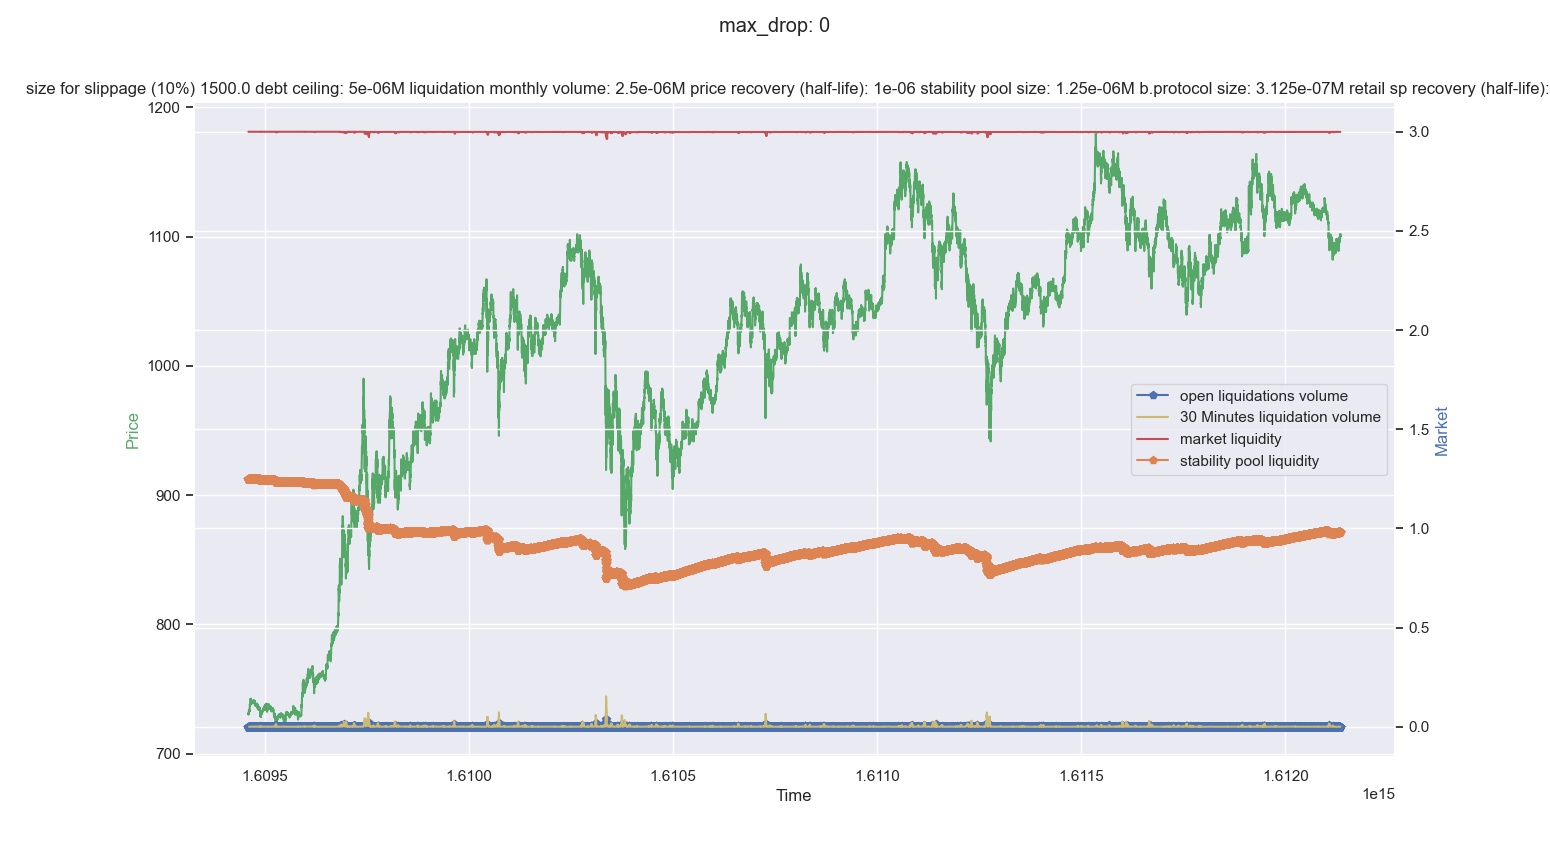 max_drop: 0
size for slippage (10%) 1500.0 debt ceiling: 5e-06M liquidation monthly volume: 2.5e-06M price recovery (half-life): 1e-06 stability pool size: 1.25e-06M b.protocol size: 3.125e-07M retail sp recovery (half-life):
1200
1100
1000
900
800
700
Price
3.0
2.5
2.0
1.5
1.0
0.5
0.0
Market
open liquidations volume
30 Minutes liquidation volume
market liquidity
stability pool liquidity
1.6095 1.6100 1.6105 1.6110 1.6115 1.6120
1e15
Time